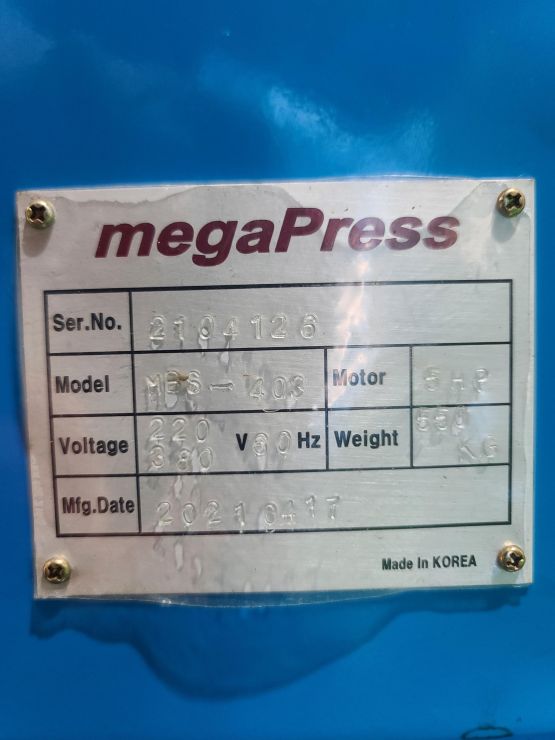 megaPress
Ser.No. 2104126
Model MPS-403 Motor 5HP
Voltage 220 380 V 60 Hz Weight 550 KG
Mfg.Date 20210417
Made In KOREA